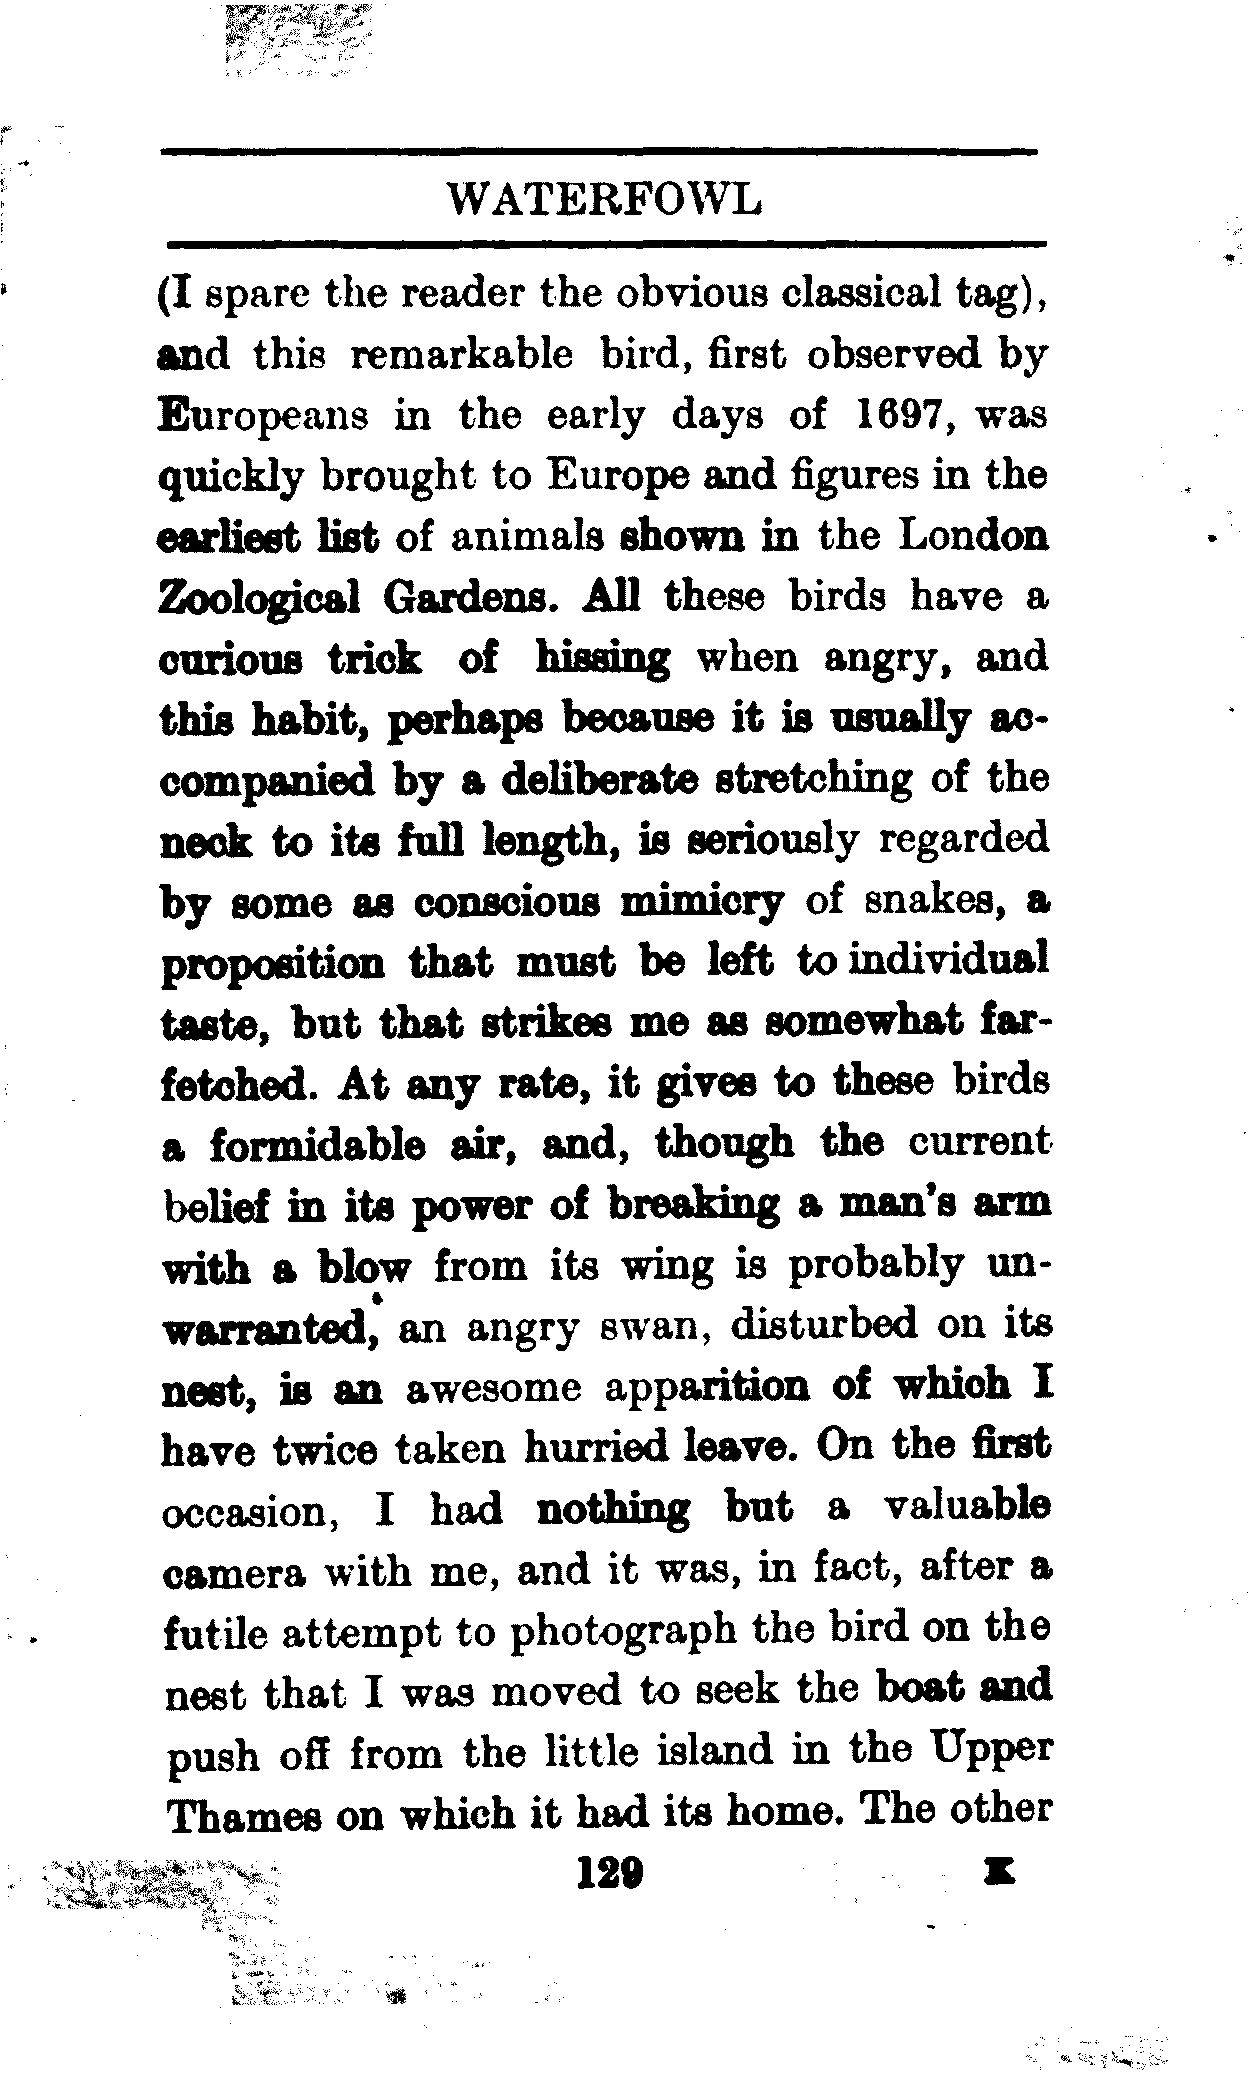 WATERFOWL
(I spare the reader the obvious classical tag),
and this remarkable bird, first observed by
Europeans in the early days of 1697, was
quickly brought to Europe and figures in the
earliest list of animals shown in the London
Zoological Gardens. All these birds have a
curious trick of hissing when angry, and
this habit, perhaps because it is usually ac-
companied by a deliberate stretching of the
neck to its full length, is seriously regarded
by some as conscious mimicry of snakes, a
proposition that must be left to individual
taste, but that strikes me as somewhat far-
fetched. At any rate, it gives to these birds
a formidable air, and, though the current
belief in its power of breaking a man's arm
with a blow from its wing is probably un-
warranted, an angry swan, disturbed on its
nest, is an awesome apparition of which I
have twice taken hurried leave. On the first
occasion, I had nothing but a valuable
camera with me, and it was, in fact, after a
futile attempt to photograph the bird on the
nest that I was moved to seek the boat and
push off from the little island in the Upper
Thames on which it had its home. The other
129 K